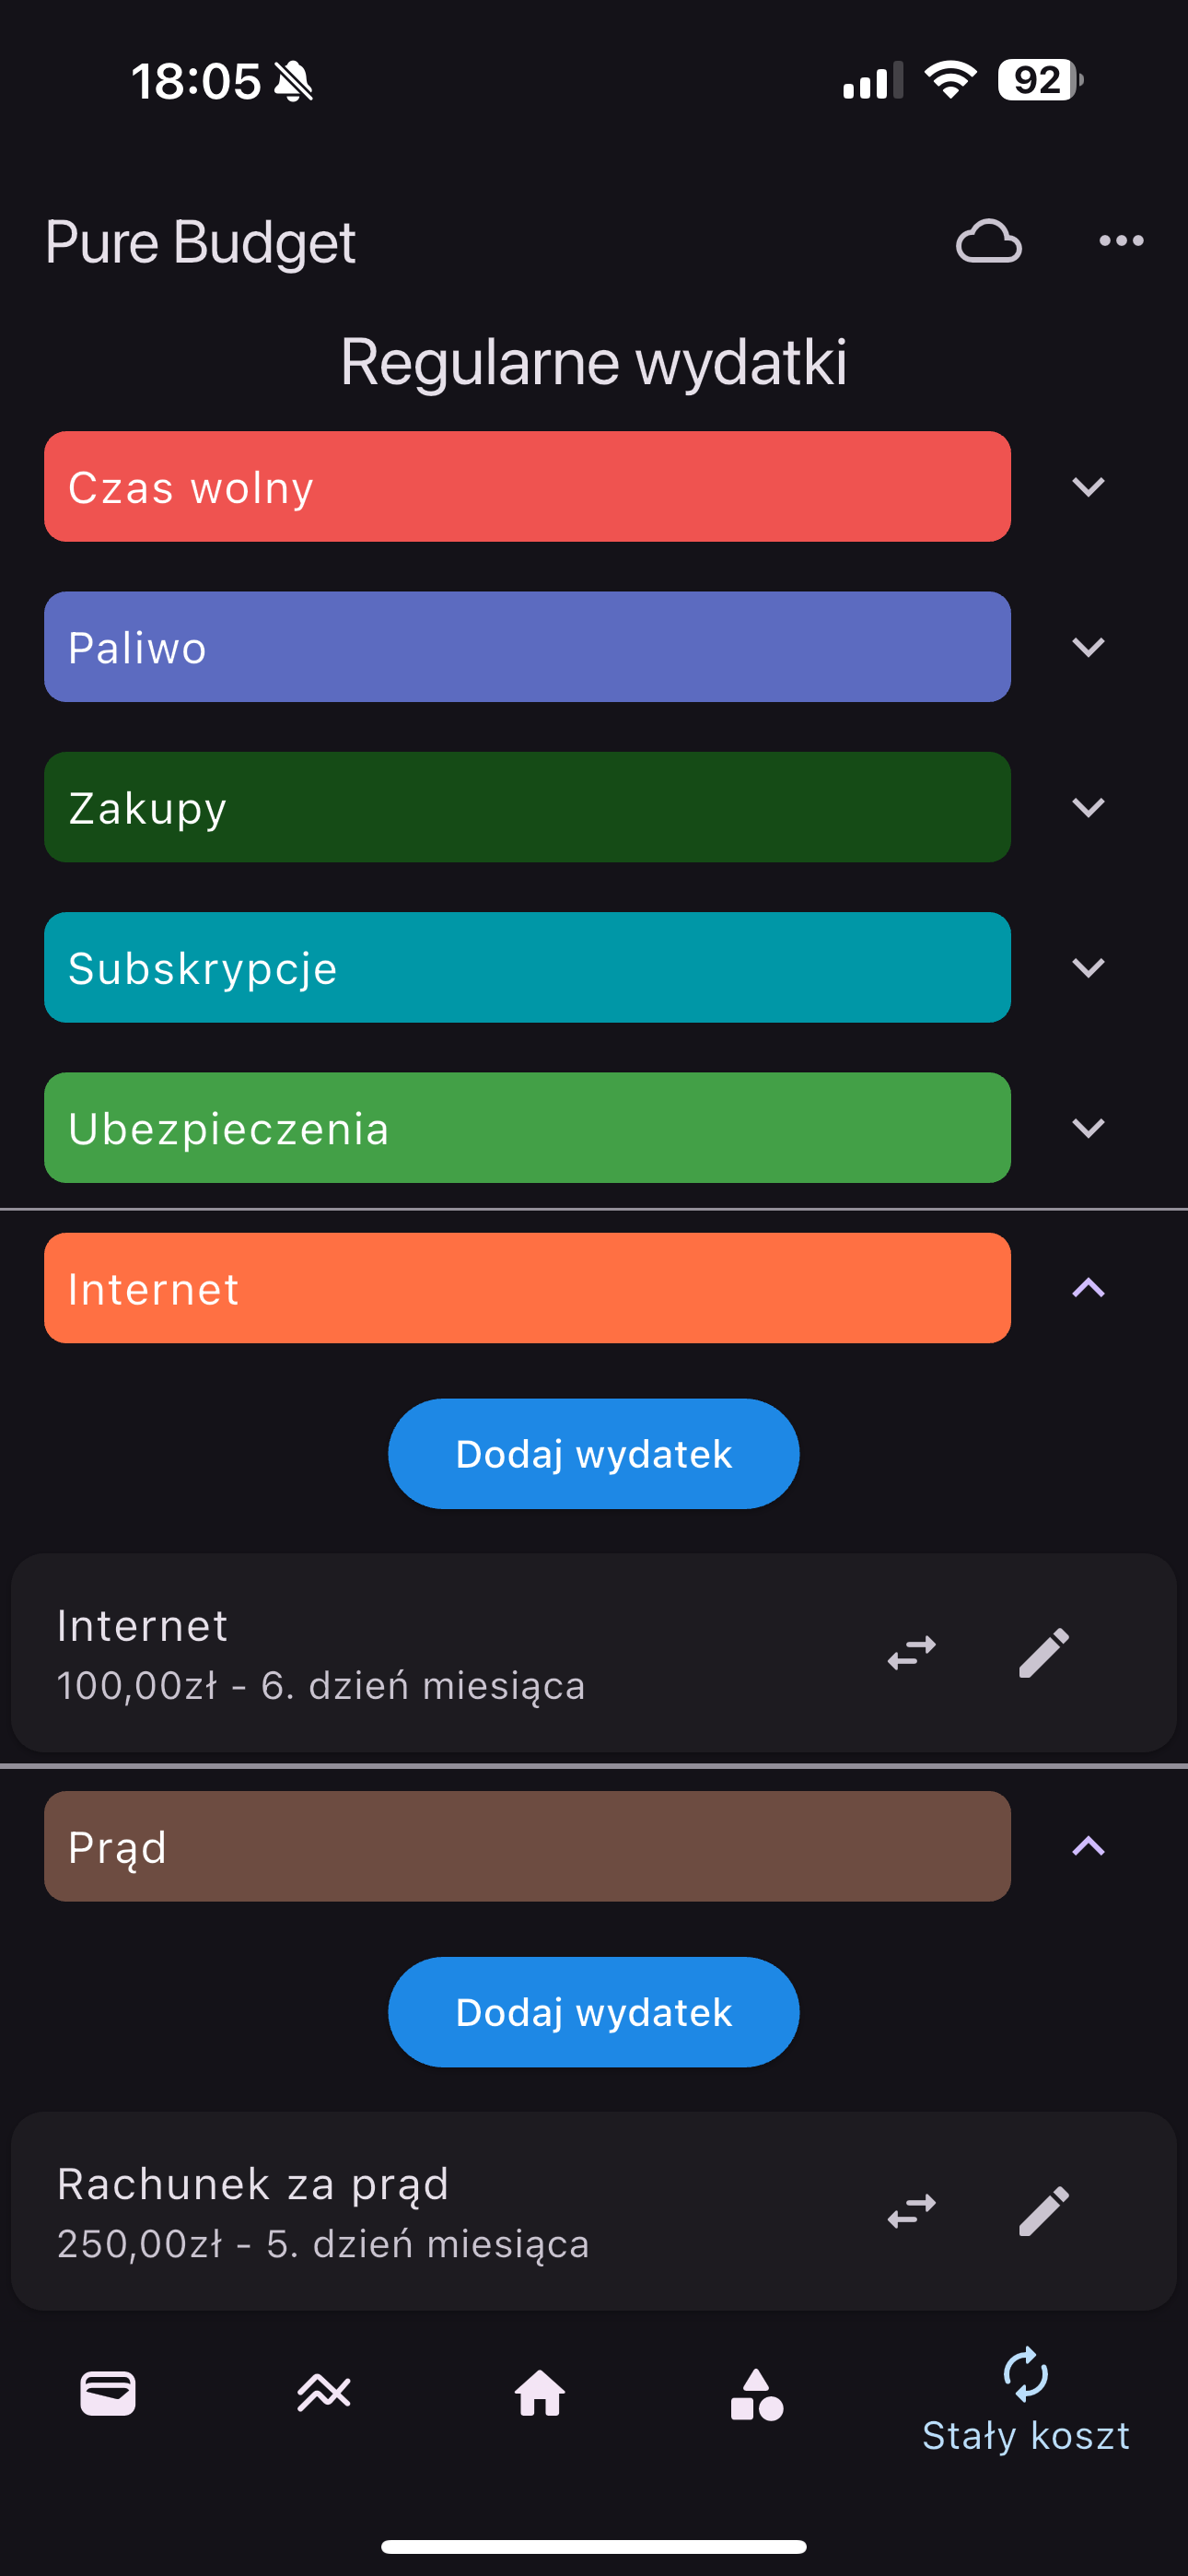 18:05
92
Pure Budget
Regularne wydatki
Czas wolny
Paliwo
Zakupy
Subskrypcje
Ubezpieczenia
Internet
Dodaj wydatek
Internet
100,00zł - 6. dzień miesiąca
Prąd
Dodaj wydatek
Rachunek za prąd
250,00zł - 5. dzień miesiąca
Stały koszt